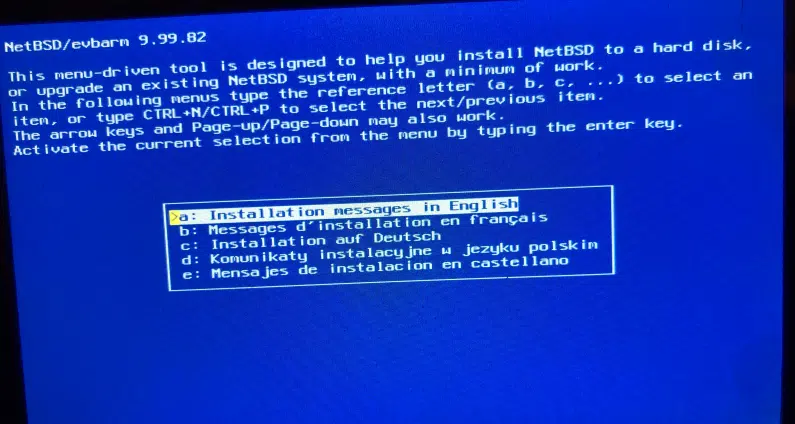 NetBSD/evbarm 9.99.82
This menu-driven tool is designed to help you install NetBSD to a hard disk,
or upgrade an existing NetBSD system, with a minimum of work.
In the following menus type the reference letter (a, b, c, ...) to select an
item, or type CTRL+N/CTRL+P to select the next/previous item.
The arrow keys and Page-up/Page-down may also work.
Activate the current selection from the menu by typing the enter key.
>a: Installation messages in English
b: Messages d'installation en français
c: Installation auf Deutsch
d: Komunikaty instalacyjne w jezyku polskim
e: Mensajes de instalacion en castellano